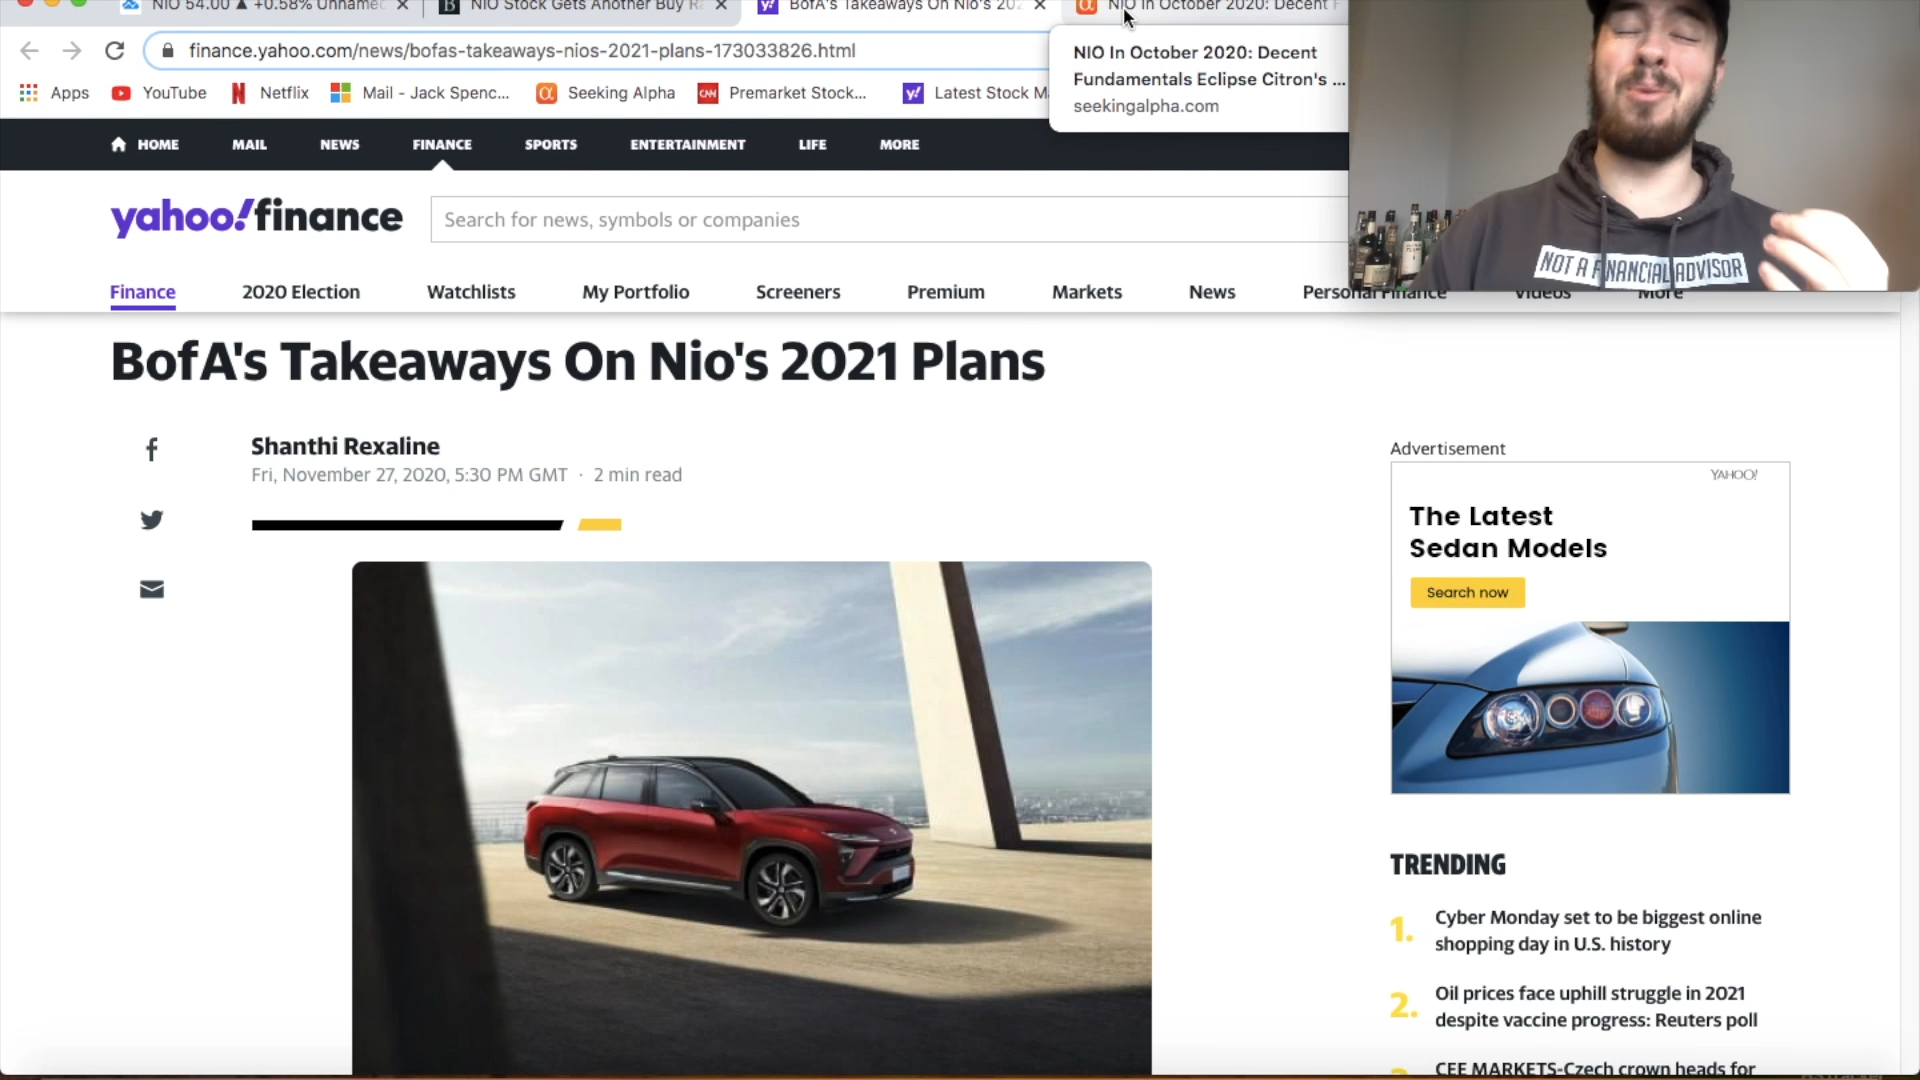 NIO 54.00 ▲ +0.58% Unnamed
NIO Stock Gets Another Buy Ra
BofA's Takeaways On Nio's 202
NIO In October 2020: Decent F
finance.yahoo.com/news/bofas-takeaways-nios-2021-plans-173033826.html
NIO In October 2020: Decent
Fundamentals Eclipse Citron's ...
seekingalpha.com
Apps YouTube Netflix Mail - Jack Spenc... Seeking Alpha CNN Premarket Stock... y! Latest Stock M
HOME MAIL NEWS FINANCE SPORTS ENTERTAINMENT LIFE MORE
yahoo!finance
Search for news, symbols or companies
NOT A FINANCIAL ADVISOR
Finance 2020 Election Watchlists My Portfolio Screeners Premium Markets News Personal Finance Videos More
BofA's Takeaways On Nio's 2021 Plans
Shanthi Rexaline
Fri, November 27, 2020, 5:30 PM GMT · 2 min read
Advertisement
YAHOO!
The Latest
Sedan Models
Search now
TRENDING
1. Cyber Monday set to be biggest online
shopping day in U.S. history
2. Oil prices face uphill struggle in 2021
despite vaccine progress: Reuters poll
CEE MARKETS-Czech crown heads for